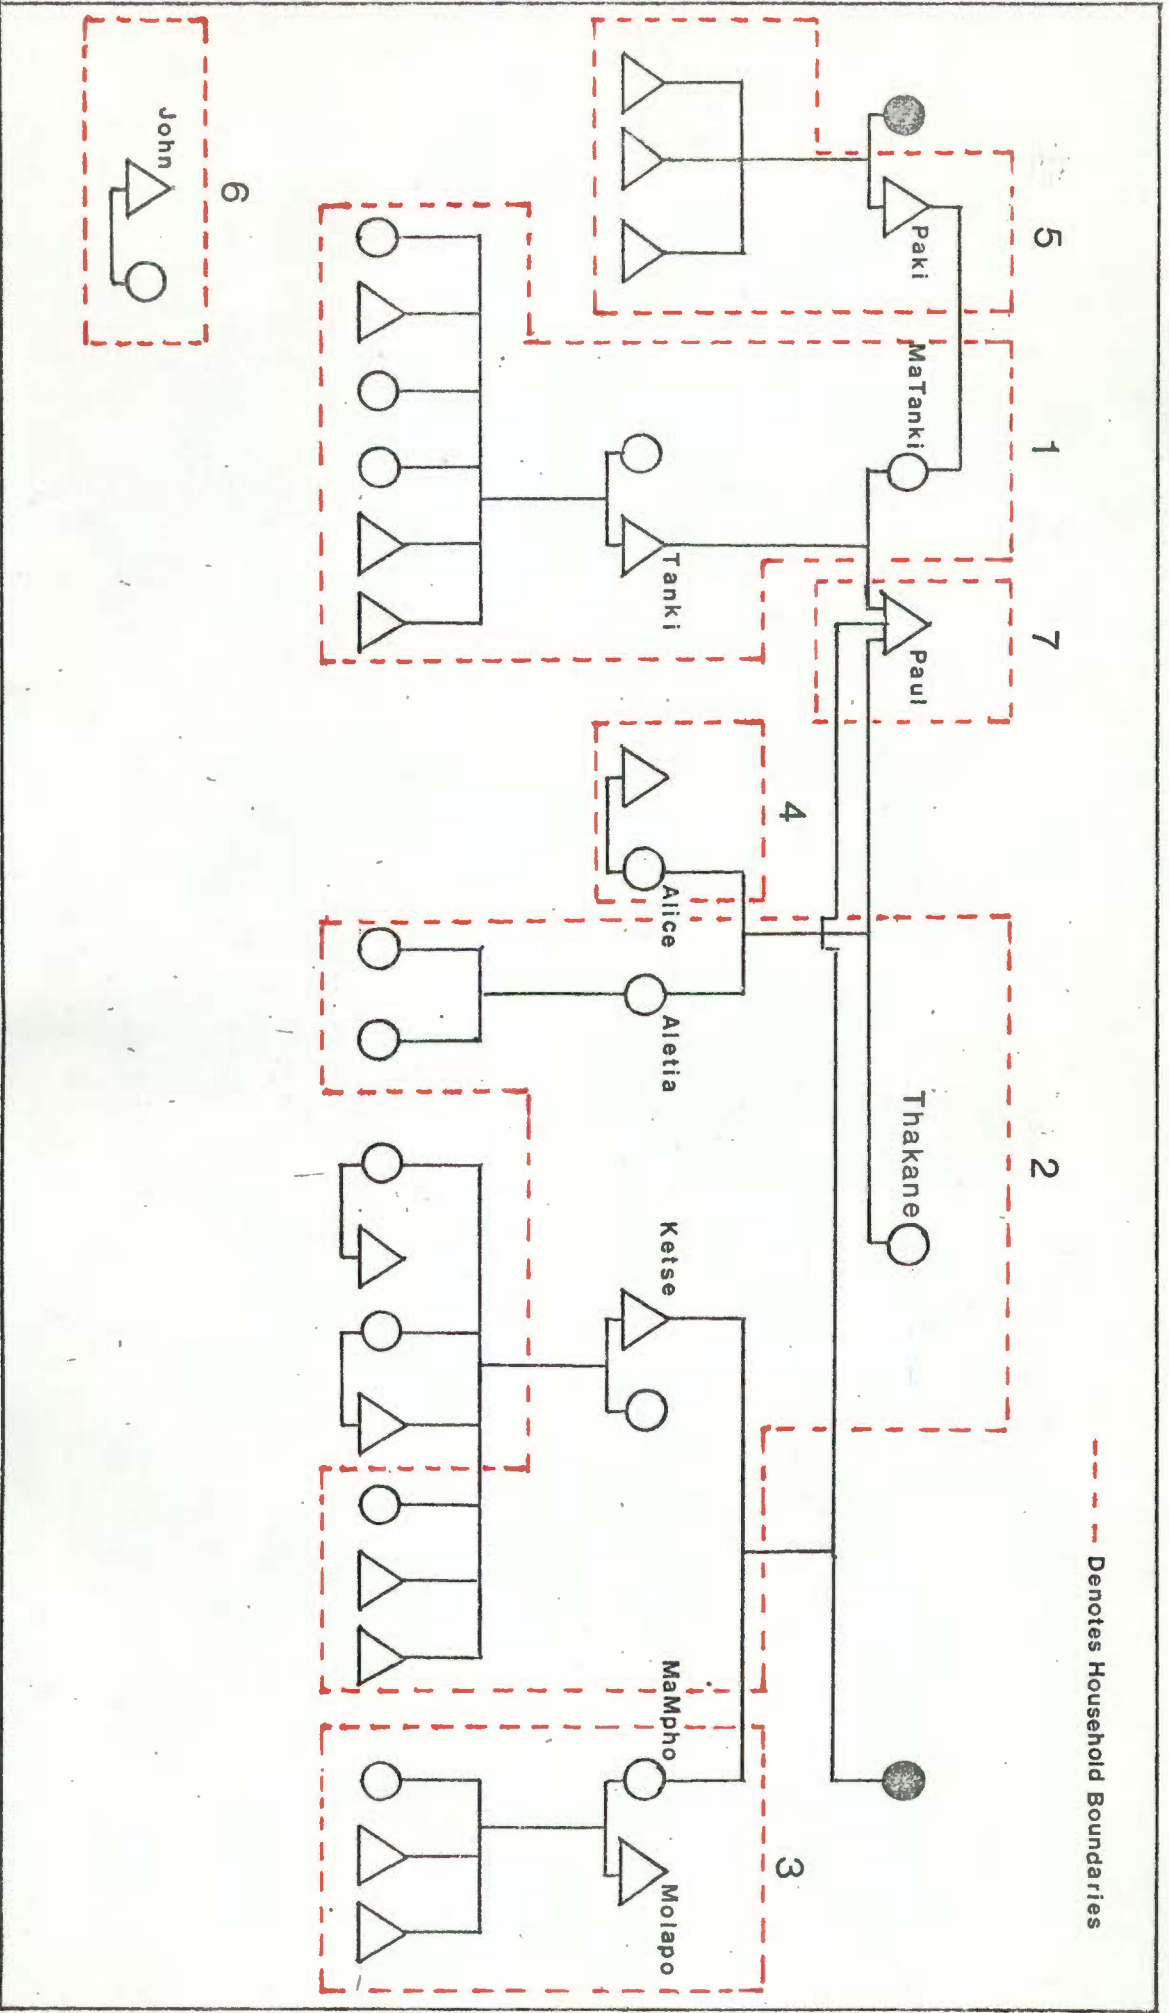 - - - Denotes Household Boundaries
5
1
7
2
Paki
MaTanki
Paul
Thakane
4
3
Tanki
Alice
Aletia
Ketse
MaMpho
Molapo
6
John